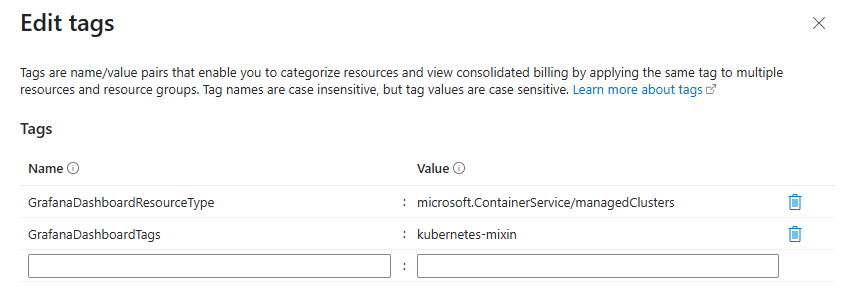 Edit tags
Tags are name/value pairs that enable you to categorize resources and view consolidated billing by applying the same tag to multiple
resources and resource groups. Tag names are case insensitive, but tag values are case sensitive. Learn more about tags
Tags
Name Value
GrafanaDashboardResourceType : microsoft.ContainerService/managedClusters
GrafanaDashboardTags : kubernetes-mixin
: